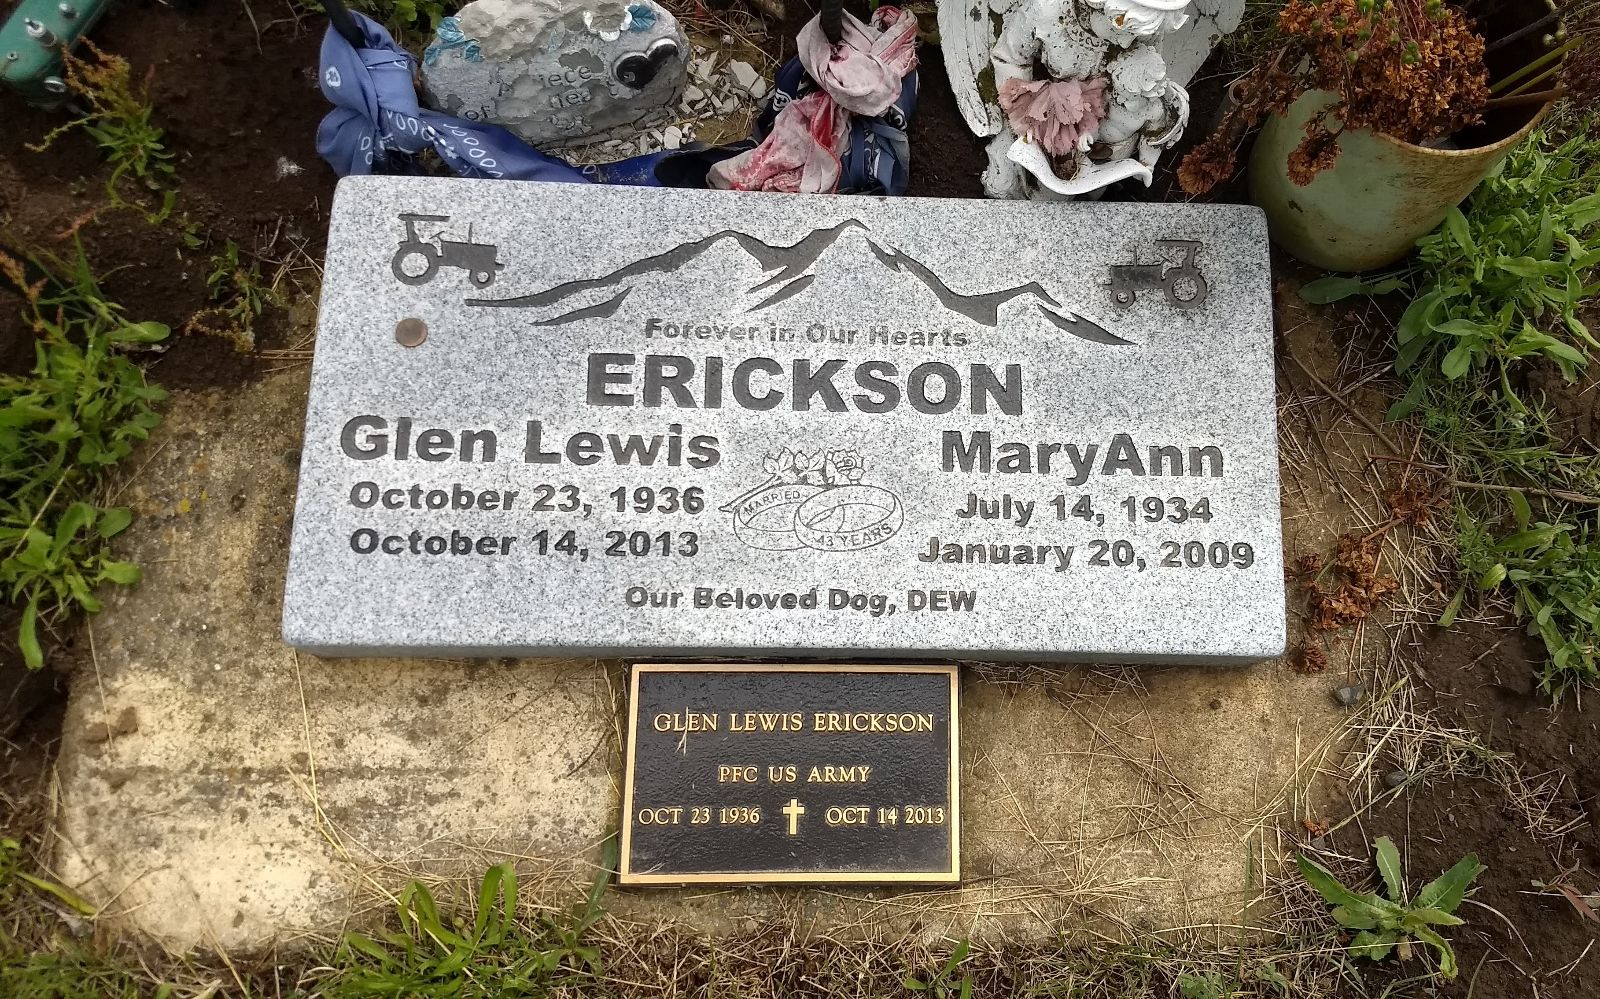 A Piece
of
Forever in Our Hearts
ERICKSON
Glen Lewis
October 23, 1936
October 14, 2013
MARRIED
43 YEARS
MaryAnn
July 14, 1934
January 20, 2009
Our Beloved Dog, DEW
GLEN LEWIS ERICKSON
PFC US ARMY
OCT 23 1936 OCT 14 2013